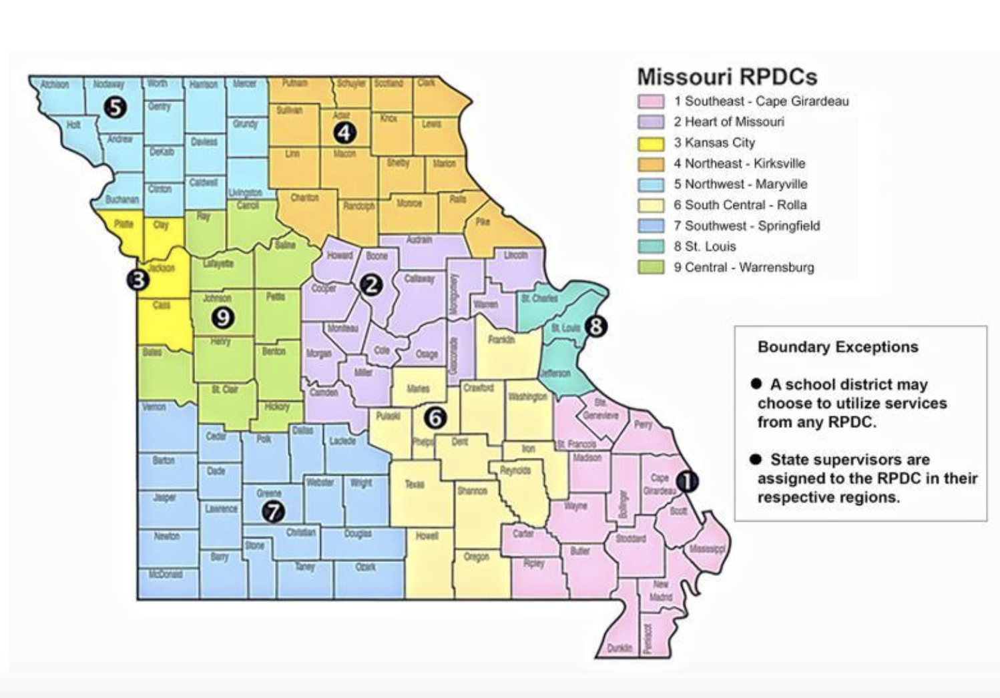 Missouri RPDCs
1 Southeast - Cape Girardeau
2 Heart of Missouri
3 Kansas City
4 Northeast - Kirksville
5 Northwest - Maryville
6 South Central - Rolla
7 Southwest - Springfield
8 St. Louis
9 Central - Warrensburg
Boundary Exceptions
● A school district may
choose to utilize services
from any RPDC.
● State supervisors are
assigned to the RPDC in their
respective regions.
Atchison
Nodaway
Worth
Harrison
Mercer
Putnam
Schuyler
Scotland
Clark
5
Gentry
Sullivan
Adair
Knox
Lewis
Holt
Grundy
4
Andrew
Daviess
DeKalb
Linn
Macon
Shelby
Marion
Caldwell
Clinton
Livingston
Buchanan
Chariton
Randolph
Monroe
Ralls
Carroll
Ray
Platte
Clay
Pike
Audrain
Saline
Howard
Boone
Lincoln
Jackson
Lafayette
3
Callaway
2
Cooper
Montgomery
Johnson
Pettis
St. Charles
Cass
Warren
9
Moniteau
St. Louis
8
Henry
Franklin
Bates
Benton
Morgan
Cole
Osage
Gasconade
Miller
Jefferson
St. Clair
Camden
Maries
Crawford
Washington
Vernon
Hickory
Ste.
Genevieve
Pulaski
6
Perry
Cedar
Polk
Dallas
Laclede
Phelps
Dent
Iron
St. Francois
Barton
Madison
Dade
Reynolds
Cape
Girardeau
1
Webster
Wright
Texas
Shannon
Jasper
Greene
7
Lawrence
Wayne
Bollinger
Scott
Newton
Christian
Douglas
Howell
Carter
Stoddard
Stone
Mississippi
Barry
Oregon
Butler
McDonald
Taney
Ozark
Ripley
New
Madrid
Dunklin
Pemiscot